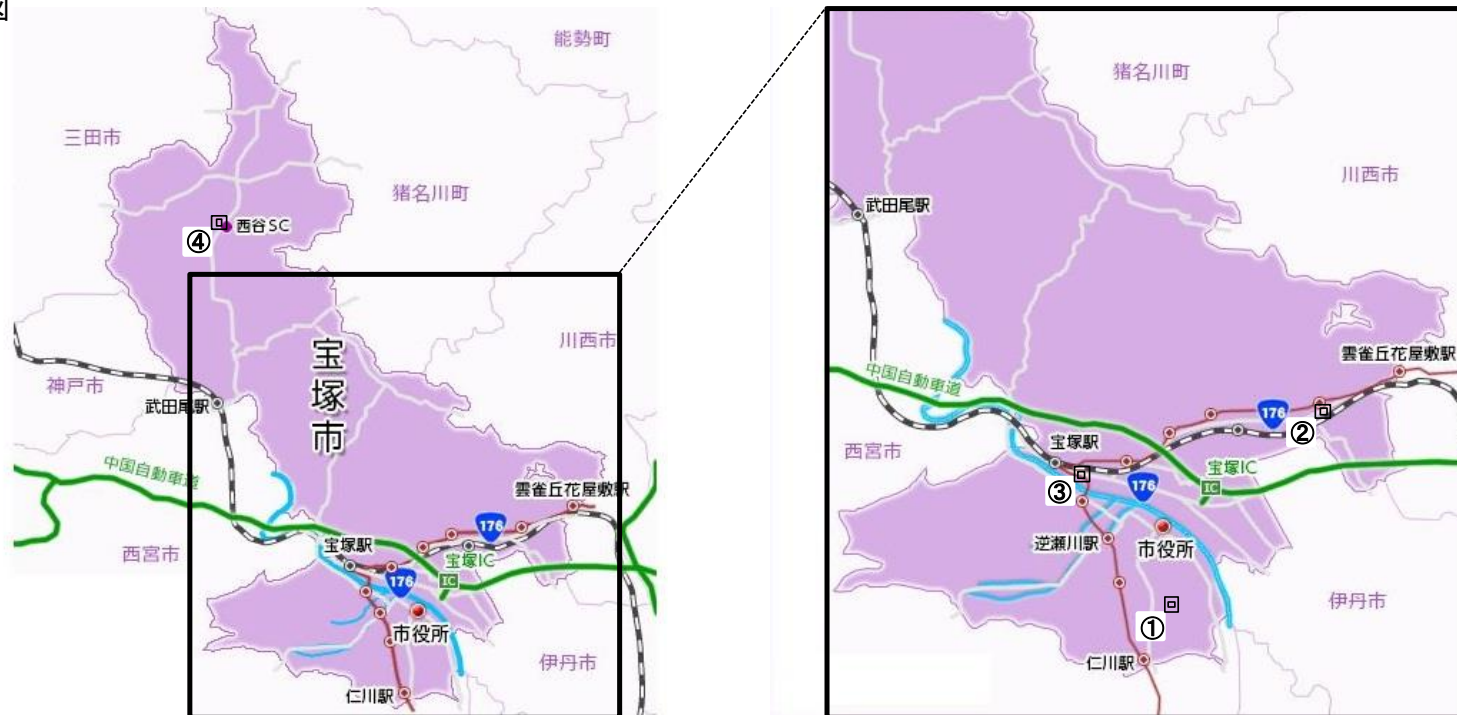 図
能勢町
三田市
猪名川町
④
西谷SC
川西市
宝塚市
神戸市
武田尾駅
中国自動車道
雲雀丘花屋敷駅
176
西宮市
宝塚駅
宝塚IC
IC
176
市役所
伊丹市
仁川駅
猪名川町
川西市
武田尾駅
雲雀丘花屋敷駅
中国自動車道
176
②
西宮市
宝塚駅
宝塚IC
IC
③
176
逆瀬川駅
市役所
伊丹市
①
仁川駅